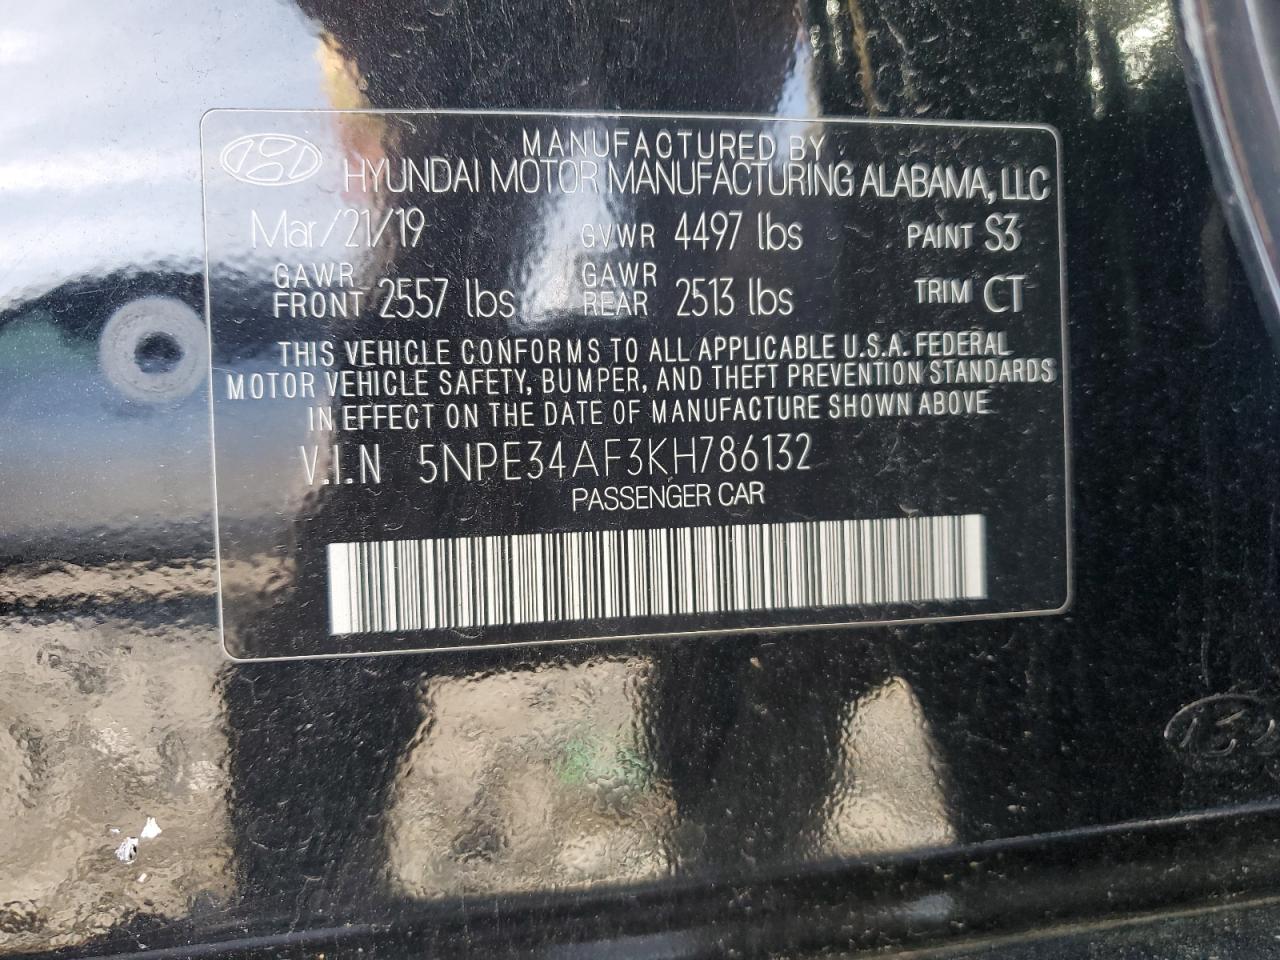 MANUFACTURED BY
HYUNDAI MOTOR MANUFACTURING ALABAMA, LLC
Mar/21/19 GVWR 4497 lbs PAINT S3
GAWR FRONT 2557 lbs GAWR REAR 2513 lbs TRIM CT
THIS VEHICLE CONFORMS TO ALL APPLICABLE U.S.A. FEDERAL
MOTOR VEHICLE SAFETY, BUMPER, AND THEFT PREVENTION STANDARDS
IN EFFECT ON THE DATE OF MANUFACTURE SHOWN ABOVE
V.I.N 5NPE34AF3KH786132
PASSENGER CAR